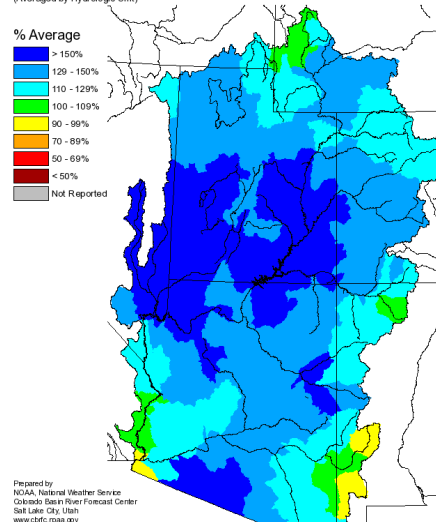 (Averaged by Hydrologic Unit)
% Average
> 150%
129 - 150%
110 - 129%
100 - 109%
90 - 99%
70 - 89%
50 - 69%
< 50%
Not Reported
Prepared by
NOAA, National Weather Service
Colorado Basin River Forecast Center
Salt Lake City, Utah
www.cbrfc.noaa.gov